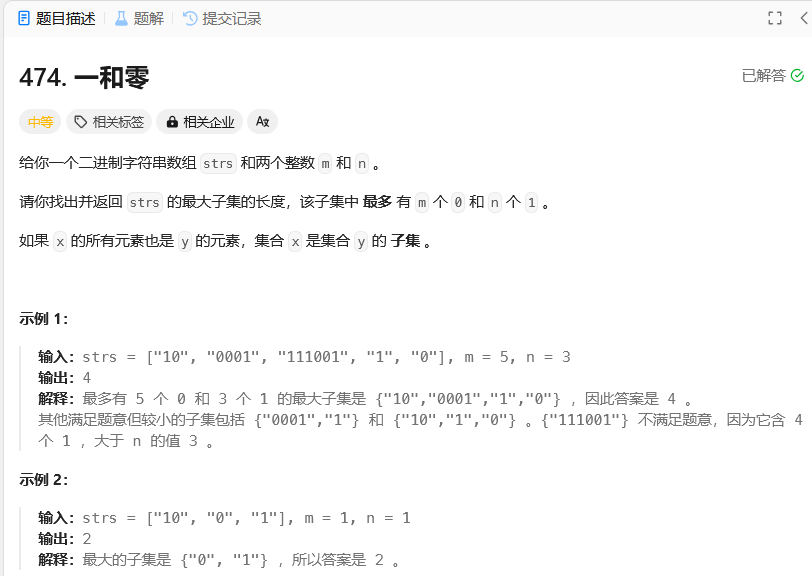 题目描述 题解 提交记录
474. 一和零
已解答
中等 相关标签 相关企业 Aあ
给你一个二进制字符串数组 strs 和两个整数 m 和 n 。
请你找出并返回 strs 的最大子集的长度，该子集中 最多 有 m 个 0 和 n 个 1 。
如果 x 的所有元素也是 y 的元素，集合 x 是集合 y 的 子集 。
示例 1：
输入：strs = ["10", "0001", "111001", "1", "0"], m = 5, n = 3
输出：4
解释：最多有 5 个 0 和 3 个 1 的最大子集是 {"10","0001","1","0"} ，因此答案是 4 。
其他满足题意但较小的子集包括 {"0001","1"} 和 {"10","1","0"} 。{"111001"} 不满足题意，因为它含 4
个 1 ，大于 n 的值 3 。
示例 2：
输入：strs = ["10", "0", "1"], m = 1, n = 1
输出：2
解释：最大的子集是 {"0", "1"} ，所以答案是 2 。